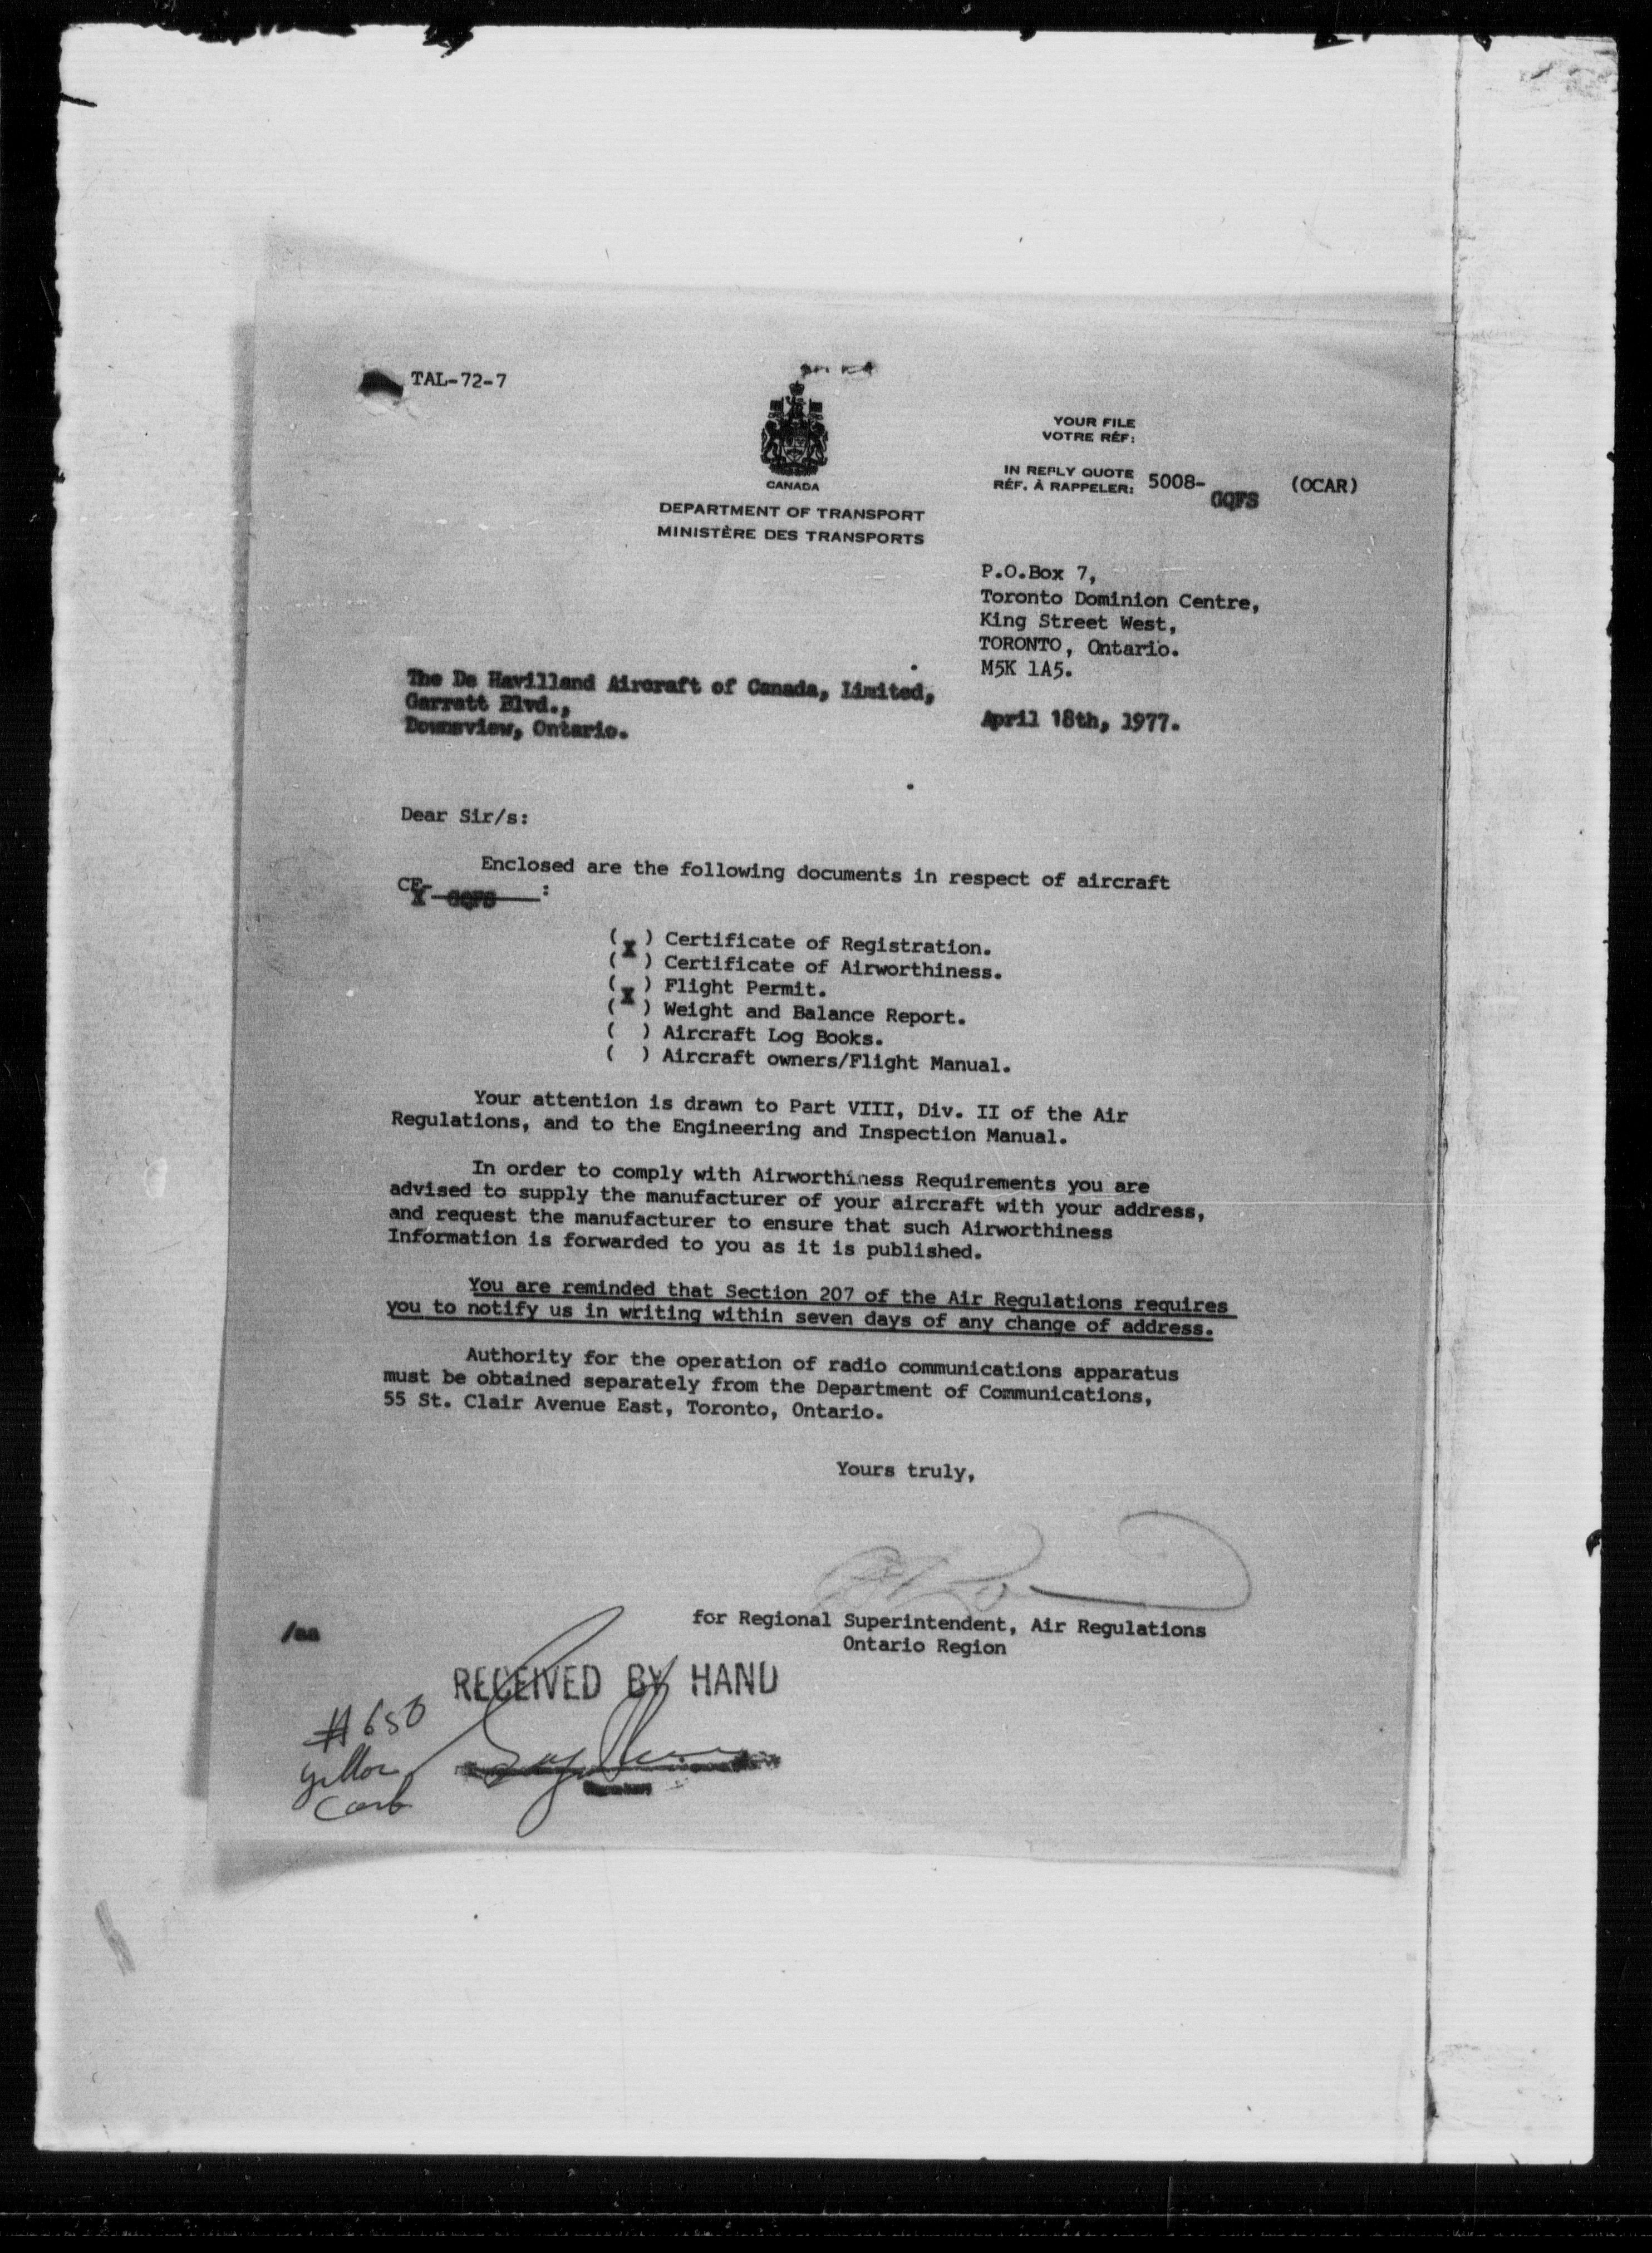 TAL-72-7
CANADA
DEPARTMENT OF TRANSPORT
MINISTÈRE DES TRANSPORTS
YOUR FILE
VOTRE RÉF:
IN REPLY QUOTE
RÉF. À RAPPELER: 5008-GQFS (OCAR)
P.O.Box 7,
Toronto Dominion Centre,
King Street West,
TORONTO, Ontario.
M5K 1A5.
April 18th, 1977.
The De Havilland Aircraft of Canada, Limited,
Garratt Blvd.,
Downsview, Ontario.
Dear Sir/s:
Enclosed are the following documents in respect of aircraft
CF-X GQFS :
(X) Certificate of Registration.
( ) Certificate of Airworthiness.
(X) Flight Permit.
( ) Weight and Balance Report.
( ) Aircraft Log Books.
( ) Aircraft owners/Flight Manual.
Your attention is drawn to Part VIII, Div. II of the Air
Regulations, and to the Engineering and Inspection Manual.
In order to comply with Airworthiness Requirements you are
advised to supply the manufacturer of your aircraft with your address,
and request the manufacturer to ensure that such Airworthiness
Information is forwarded to you as it is published.
You are reminded that Section 207 of the Air Regulations requires
you to notify us in writing within seven days of any change of address.
Authority for the operation of radio communications apparatus
must be obtained separately from the Department of Communications,
55 St. Clair Avenue East, Toronto, Ontario.
Yours truly,
for Regional Superintendent, Air Regulations
Ontario Region
/aa
RECEIVED BY HAND
#650